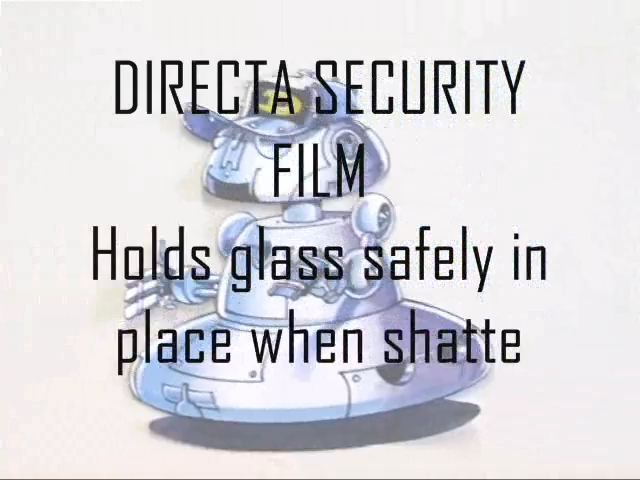 DIRECTA SECURITY
FILM
Holds glass safely in
place when shatte